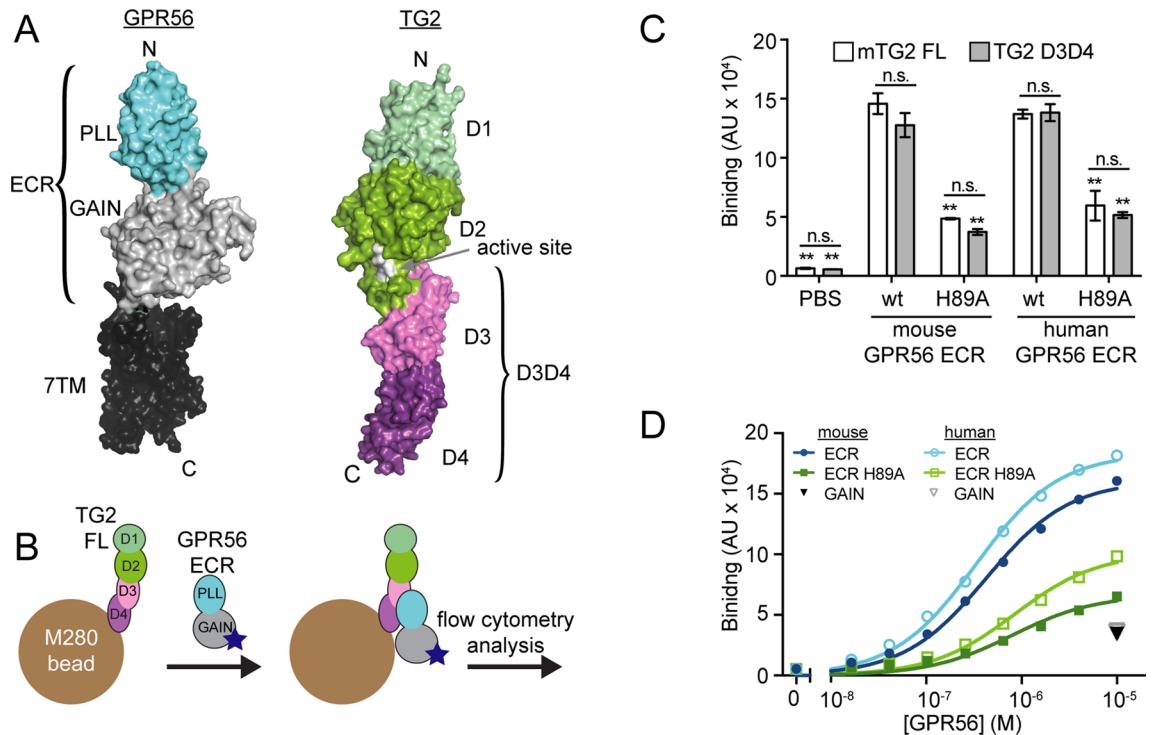 A
GPR56
N
ECR
PLL
GAIN
7TM
C
TG2
N
D1
D2
active site
D3
D3D4
D4
C
B
TG2
FL
D1
D2
D3
D4
M280
bead
GPR56
ECR
PLL
GAIN
PLL
GAIN
flow cytometry
analysis
C
mTG2 FL
TG2 D3D4
Binidng (AU x 10⁴)
20
15
10
5
0
n.s.
** **
n.s.
n.s.
** **
n.s.
n.s.
** **
PBS
wt
H89A
wt
H89A
mouse
GPR56 ECR
human
GPR56 ECR
D
mouse
ECR
ECR H89A
GAIN
human
ECR
ECR H89A
GAIN
Binidng (AU x 10⁴)
20
15
10
5
0
0
10⁻⁸
10⁻⁷
10⁻⁶
10⁻⁵
[GPR56] (M)